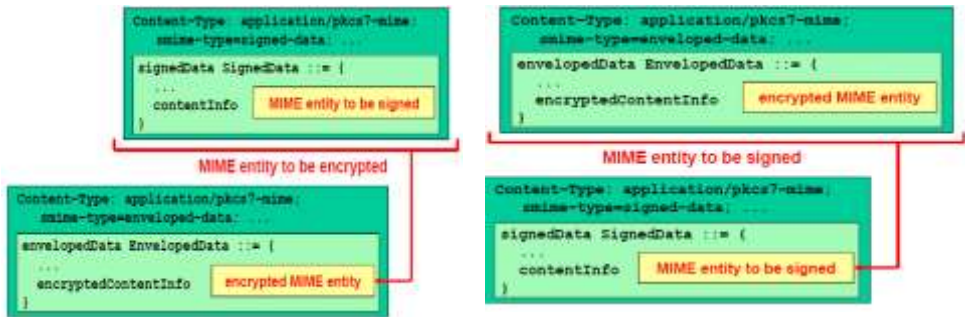 Content-Type: application/pkcs7-mime;
smime-type=signed-data; ...
signedData SignedData ::= {
...
contentInfo MIME entity to be signed
}
MIME entity to be encrypted
Content-Type: application/pkcs7-mime;
smime-type=enveloped-data; ...
envelopedData EnvelopedData ::= {
...
encryptedContentInfo encrypted MIME entity
}
Content-Type: application/pkcs7-mime;
smime-type=enveloped-data; ...
envelopedData EnvelopedData ::= {
...
encryptedContentInfo encrypted MIME entity
}
MIME entity to be signed
Content-Type: application/pkcs7-mime;
smime-type=signed-data; ...
signedData SignedData ::= {
...
contentInfo MIME entity to be signed
}